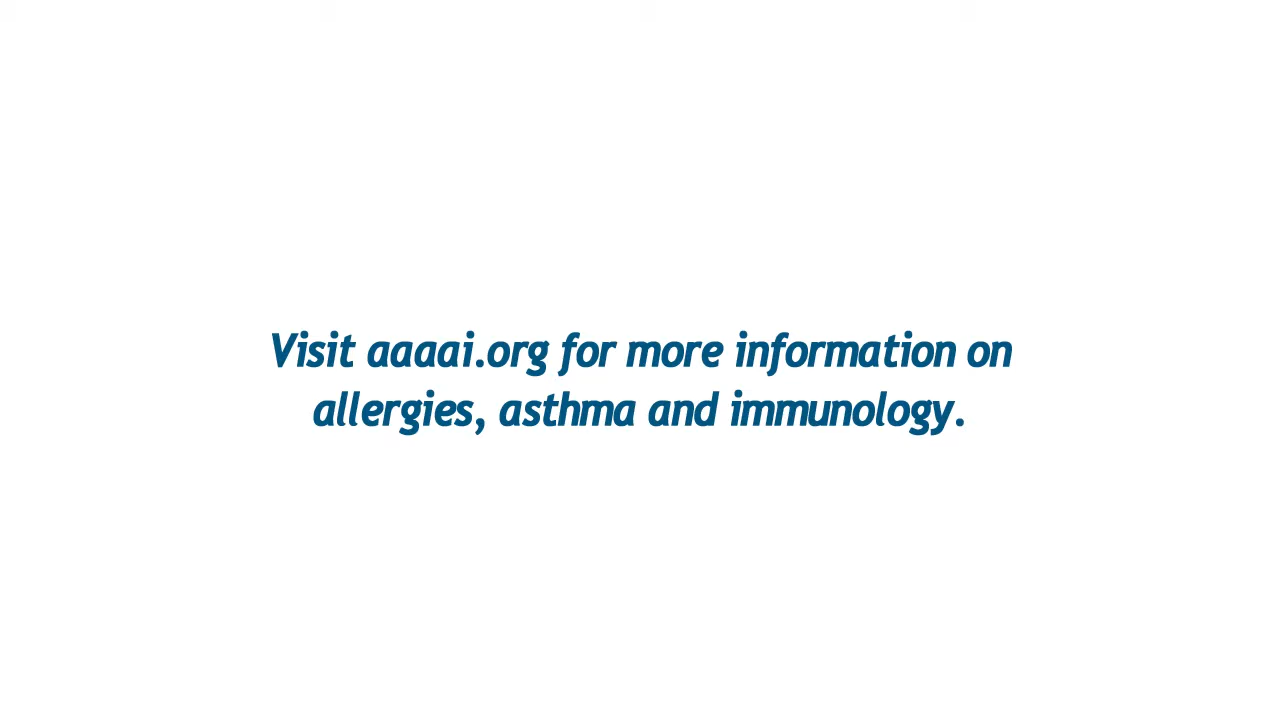 Visit aaaai.org for more information on
allergies, asthma and immunology.